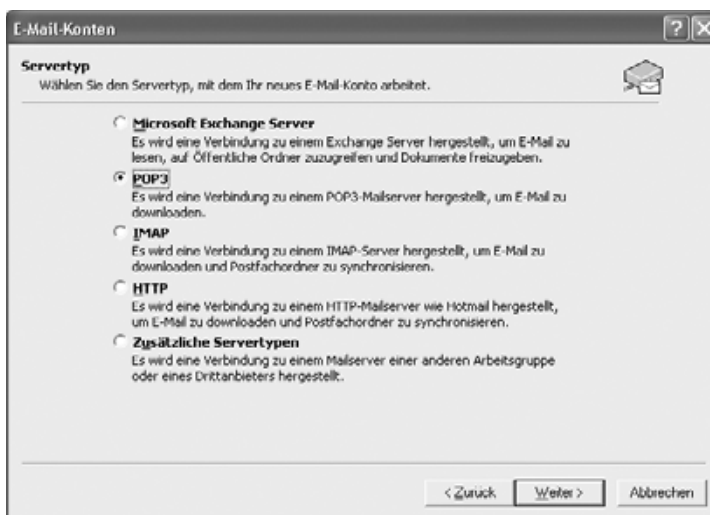 E-Mail-Konten
Servertyp
Wählen Sie den Servertyp, mit dem Ihr neues E-Mail-Konto arbeitet.
Microsoft Exchange Server
Es wird eine Verbindung zu einem Exchange Server hergestellt, um E-Mail zu
lesen, auf Öffentliche Ordner zuzugreifen und Dokumente freizugeben.
POP3
Es wird eine Verbindung zu einem POP3-Mailserver hergestellt, um E-Mail zu
downloaden.
IMAP
Es wird eine Verbindung zu einem IMAP-Server hergestellt, um E-Mail zu
downloaden und Postfachordner zu synchronisieren.
HTTP
Es wird eine Verbindung zu einem HTTP-Mailserver wie Hotmail hergestellt,
um E-Mail zu downloaden und Postfachordner zu synchronisieren.
Zusätzliche Servertypen
Es wird eine Verbindung zu einem Mailserver einer anderen Arbeitsgruppe
oder eines Drittanbieters hergestellt.
< Zurück Weiter > Abbrechen